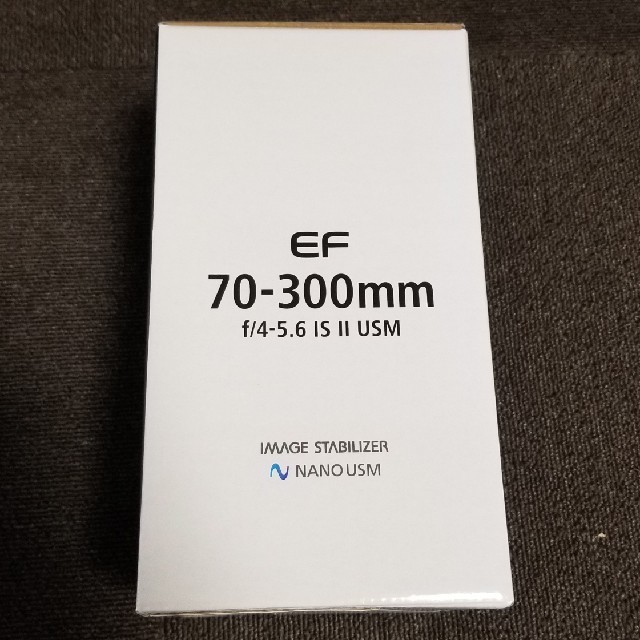 EF
70-300mm
f/4-5.6 IS II USM
IMAGE STABILIZER
NANO USM